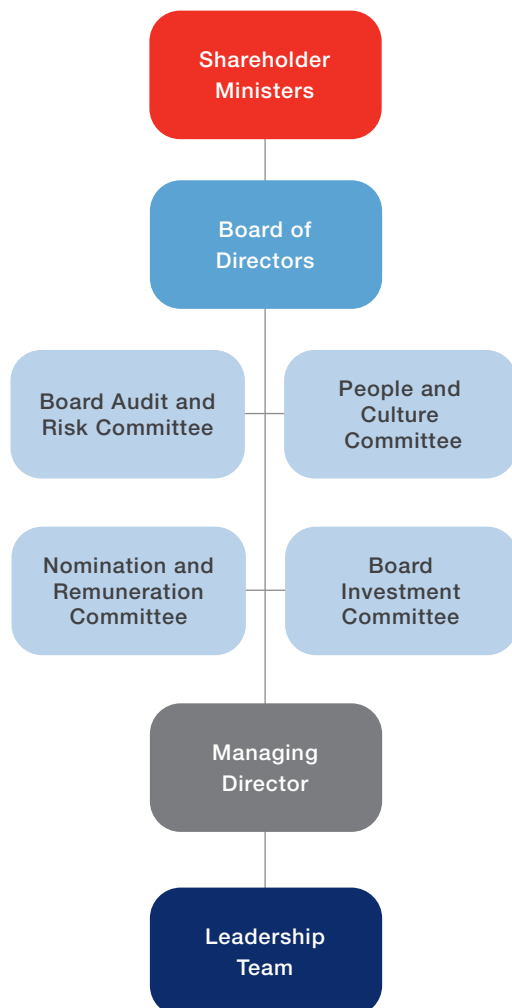 Shareholder
Ministers
Board of
Directors
Board Audit and
Risk Committee
People and
Culture
Committee
Nomination and
Remuneration
Committee
Board
Investment
Committee
Managing
Director
Leadership
Team